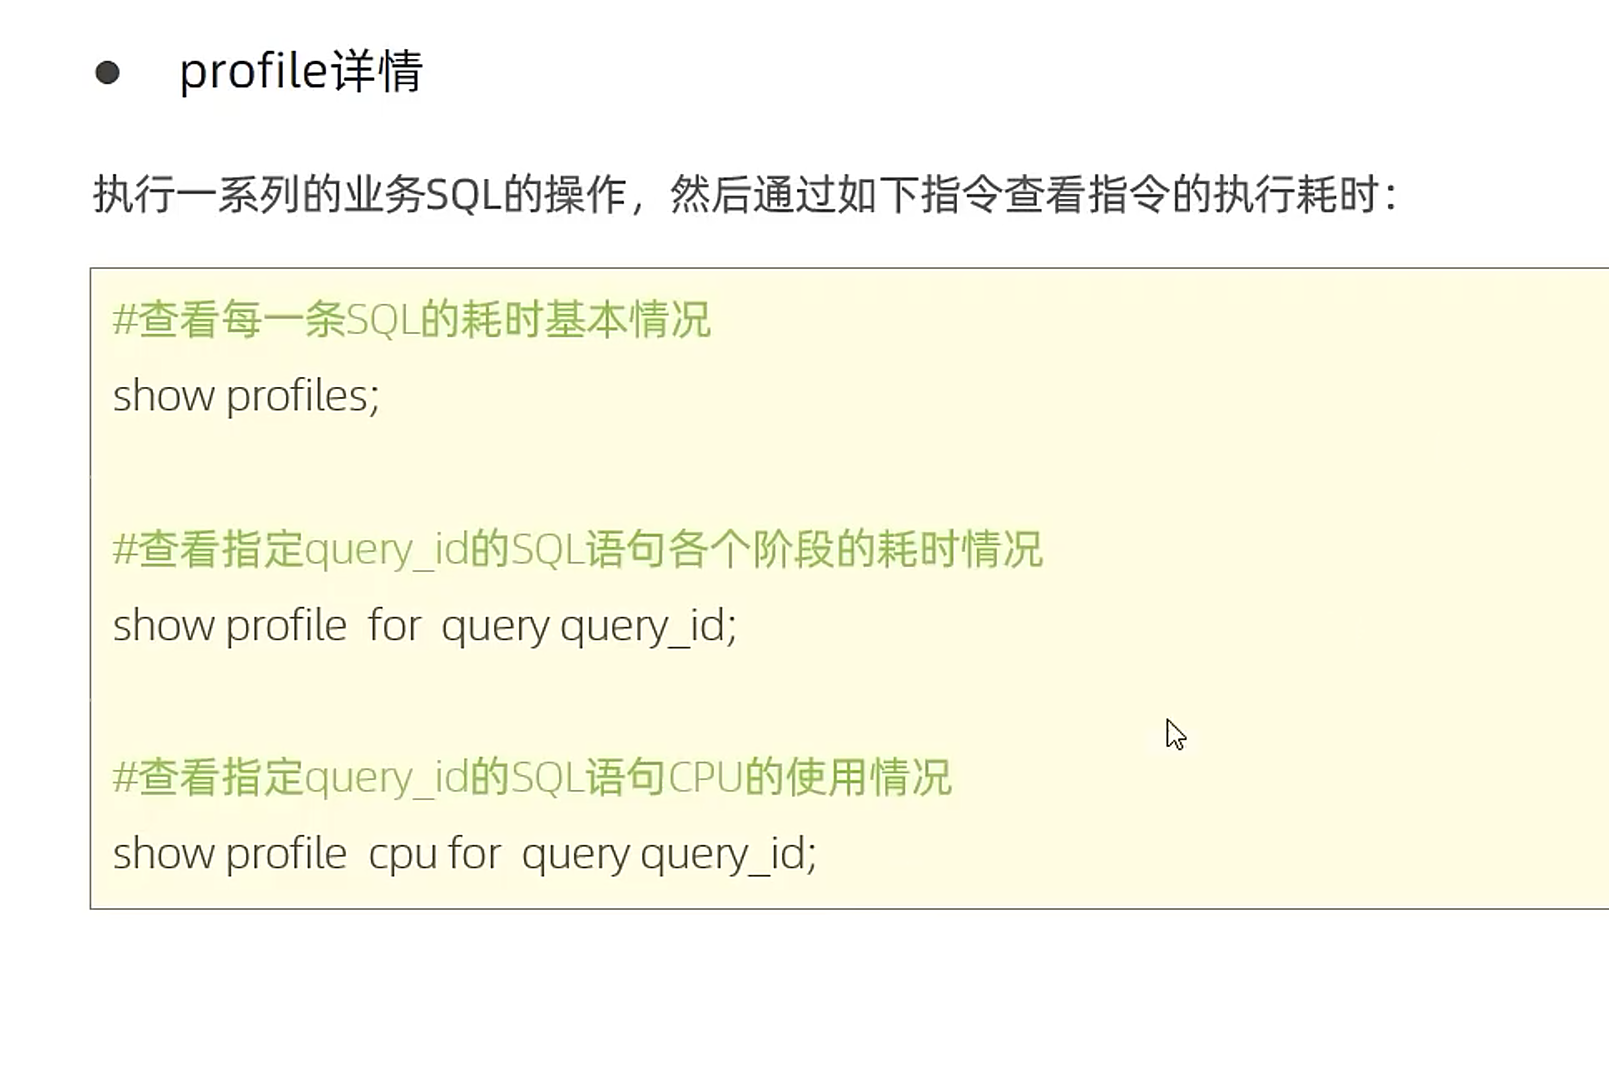 ● profile详情
执行一系列的业务SQL的操作，然后通过如下指令查看指令的执行耗时：
#查看每一条SQL的耗时基本情况
show profiles;
#查看指定query_id的SQL语句各个阶段的耗时情况
show profile for query query_id;
#查看指定query_id的SQL语句CPU的使用情况
show profile cpu for query query_id;